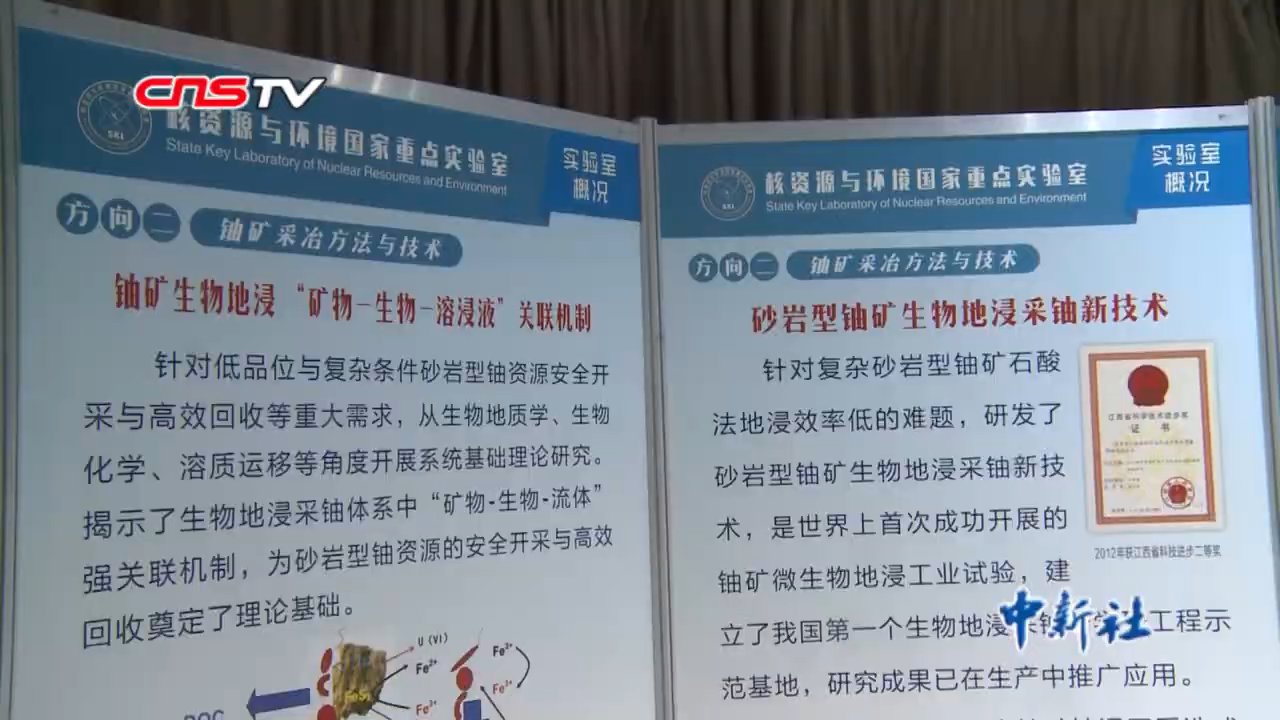 CNSTV
核资源与环境国家重点实验室
State Key Laboratory of Nuclear Resources and Environment
实验室
概况
方向二 铀矿采冶方法与技术
铀矿生物地浸“矿物-生物-溶浸液”关联机制
针对低品位与复杂条件砂岩型铀资源安全开
采与高效回收等重大需求，从生物地质学、生物
化学、溶质运移等角度开展系统基础理论研究。
揭示了生物地浸采铀体系中“矿物-生物-流体”
强关联机制，为砂岩型铀资源的安全开采与高效
回收奠定了理论基础。
U (VI)
Fe²⁺
Fe³⁺
FeS₂
Fe²⁺
Fe³⁺
核资源与环境国家重点实验室
State Key Laboratory of Nuclear Resources and Environment
实验室
概况
方向二 铀矿采冶方法与技术
砂岩型铀矿生物地浸采铀新技术
针对复杂砂岩型铀矿石酸
法地浸效率低的难题，研发了
砂岩型铀矿生物地浸采铀新技
术，是世界上首次成功开展的
铀矿微生物地浸工业试验，建
立了我国第一个生物地浸 工程示
范基地，研究成果已在生产中推广应用。
江西省科学技术进步奖
证书
2012年获江西省科技进步二等奖
中新社